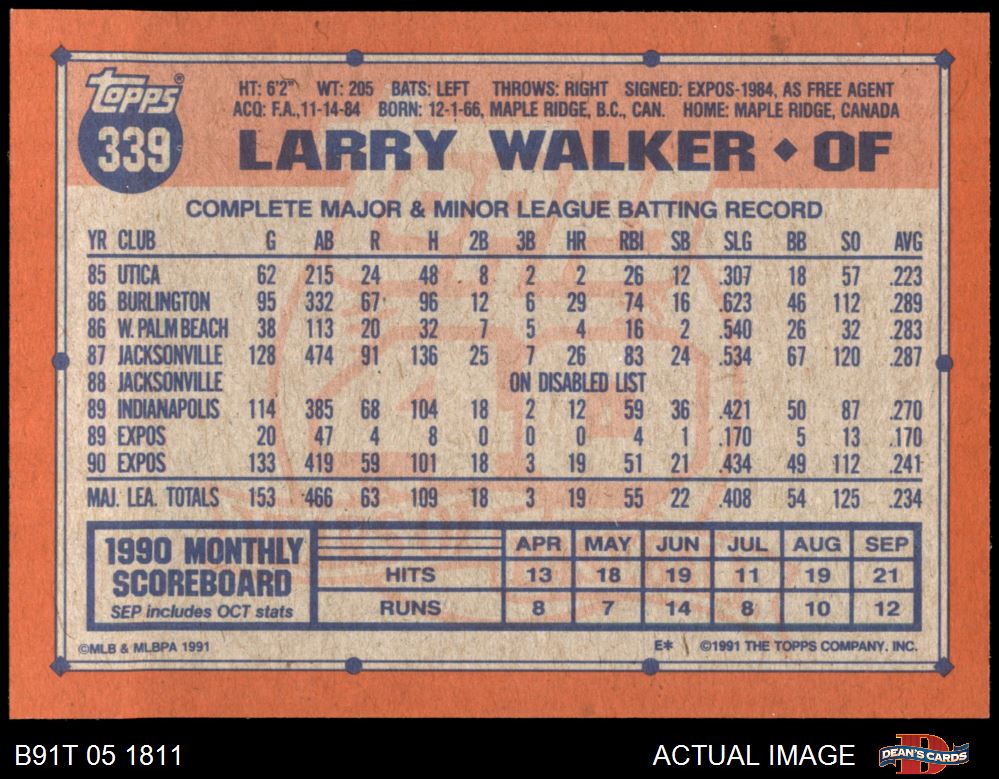 Topps®
339
HT: 6'2" WT: 205 BATS: LEFT THROWS: RIGHT SIGNED: EXPOS-1984, AS FREE AGENT
ACQ: F.A., 11-14-84 BORN: 12-1-66, MAPLE RIDGE, B.C., CAN. HOME: MAPLE RIDGE, CANADA
LARRY WALKER ◆ OF
COMPLETE MAJOR & MINOR LEAGUE BATTING RECORD
YR CLUB G AB R H 2B 3B HR RBI SB SLG BB SO AVG
85 UTICA 62 215 24 48 8 2 2 26 12 .307 18 57 .223
86 BURLINGTON 95 332 67 96 12 6 29 74 16 .623 46 112 .289
86 W. PALM BEACH 38 113 20 32 7 5 4 16 2 .540 26 32 .283
87 JACKSONVILLE 128 474 91 136 25 7 26 83 24 .534 67 120 .287
88 JACKSONVILLE ON DISABLED LIST
89 INDIANAPOLIS 114 385 68 104 18 2 12 59 36 .421 50 87 .270
89 EXPOS 20 47 4 8 0 0 0 4 1 .170 5 13 .170
90 EXPOS 133 419 59 101 18 3 19 51 21 .434 49 112 .241
MAJ. LEA. TOTALS 153 466 63 109 18 3 19 55 22 .408 54 125 .234
1990 MONTHLY
SCOREBOARD
SEP includes OCT stats
APR MAY JUN JUL AUG SEP
HITS 13 18 19 11 19 21
RUNS 8 7 14 8 10 12
©MLB & MLBPA 1991 E* ©1991 THE TOPPS COMPANY, INC.
B91T 05 1811 ACTUAL IMAGE DEAN'S CARDS